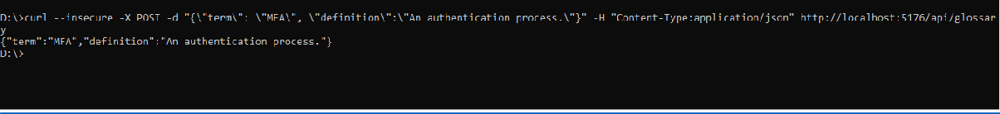 D:\>curl --insecure -X POST -d "{\"term\": \"MFA\", \"definition\":\"An authentication process.\"}" -H "Content-Type:application/json" http://localhost:5176/api/glossar
y
{"term":"MFA","definition":"An authentication process."}
D:\>